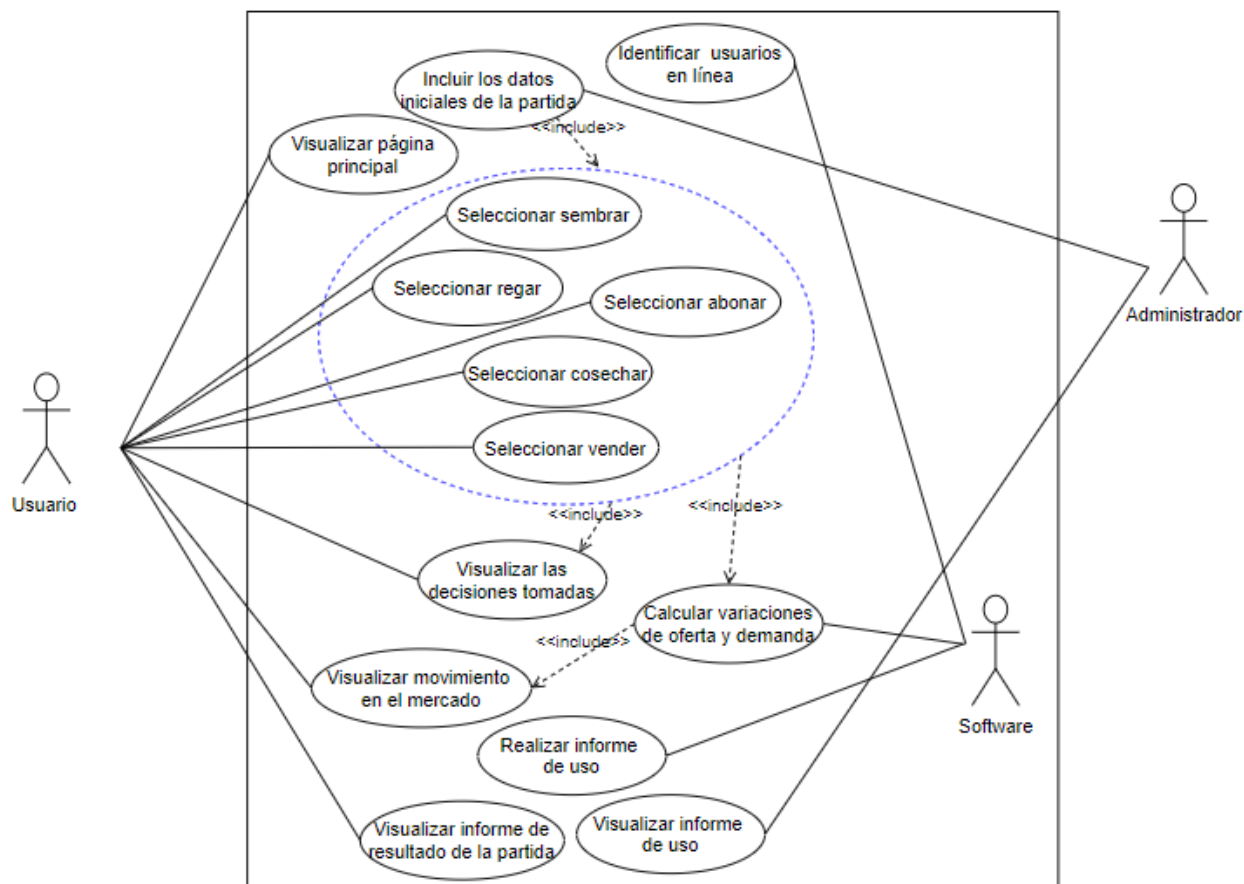 Identificar usuarios
en línea
Incluir los datos
iniciales de la partida
<<include>>
Visualizar página
principal
Seleccionar sembrar
Seleccionar regar
Seleccionar abonar
Administrador
Seleccionar cosechar
Seleccionar vender
Usuario
<<include>>
<<include>>
Visualizar las
decisiones tomadas
Calcular variaciones
de oferta y demanda
<<include>>
Visualizar movimiento
en el mercado
Software
Realizar informe
de uso
Visualizar informe de
resultado de la partida
Visualizar informe
de uso